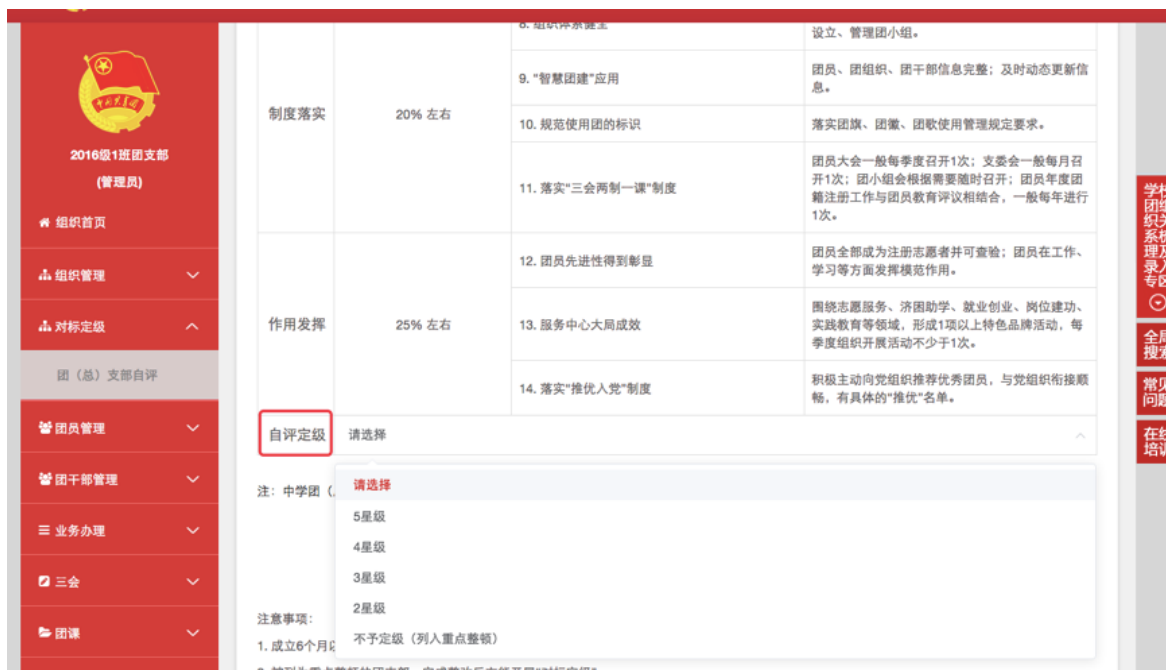 8. 组织体系健全
设立、管理团小组。
9. “智慧团建”应用
团员、团组织、团干部信息完整；及时动态更新信
息。
制度落实
20% 左右
10. 规范使用团的标识
落实团旗、团徽、团歌使用管理规定要求。
11. 落实“三会两制一课”制度
团员大会一般每季度召开1次；支委会一般每月召
开1次；团小组会根据需要随时召开；团员年度团
籍注册工作与团员教育评议相结合，一般每年进行
1次。
作用发挥
25% 左右
12. 团员先进性得到彰显
团员全部成为注册志愿者并可查验；团员在工作、
学习等方面发挥模范作用。
13. 服务中心大局成效
围绕志愿服务、济困助学、就业创业、岗位建功、
实践教育等领域，形成1项以上特色品牌活动，每
季度组织开展活动不少于1次。
14. 落实“推优入党”制度
积极主动向党组织推荐优秀团员，与党组织衔接顺
畅，有具体的“推优”名单。
自评定级
请选择
请选择
5星级
4星级
3星级
2星级
不予定级（列入重点整顿）
注：中学团（
注意事项：
1. 成立6个月
2016级1班团支部
(管理员)
组织首页
组织管理
对标定级
团（总）支部自评
团员管理
团干部管理
业务办理
三会
团课
学校
团组
织关
系
理及
录入
专区
全局
搜索
常见
问题
在线
培训